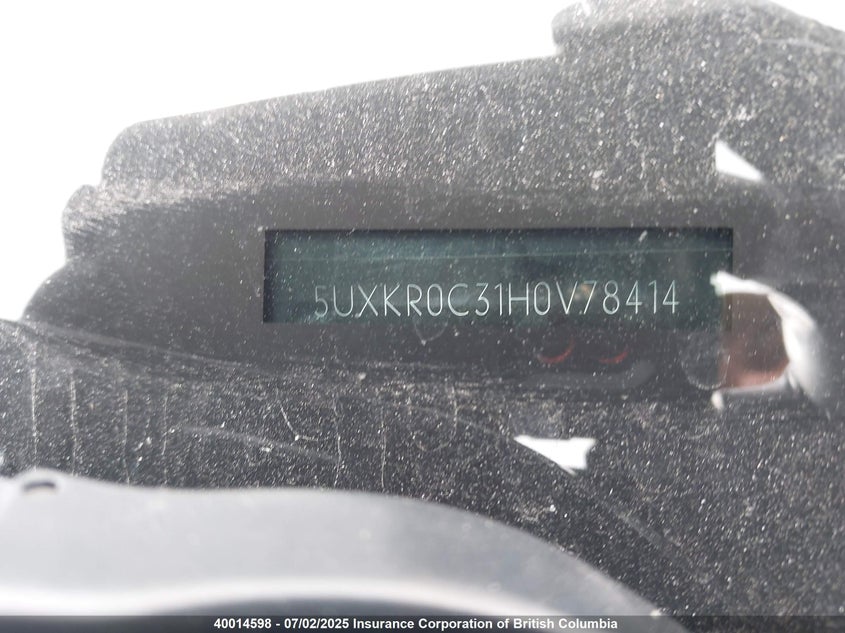 5UXKR0C31H0V78414
40014598 - 07/02/2025 Insurance Corporation of British Columbia